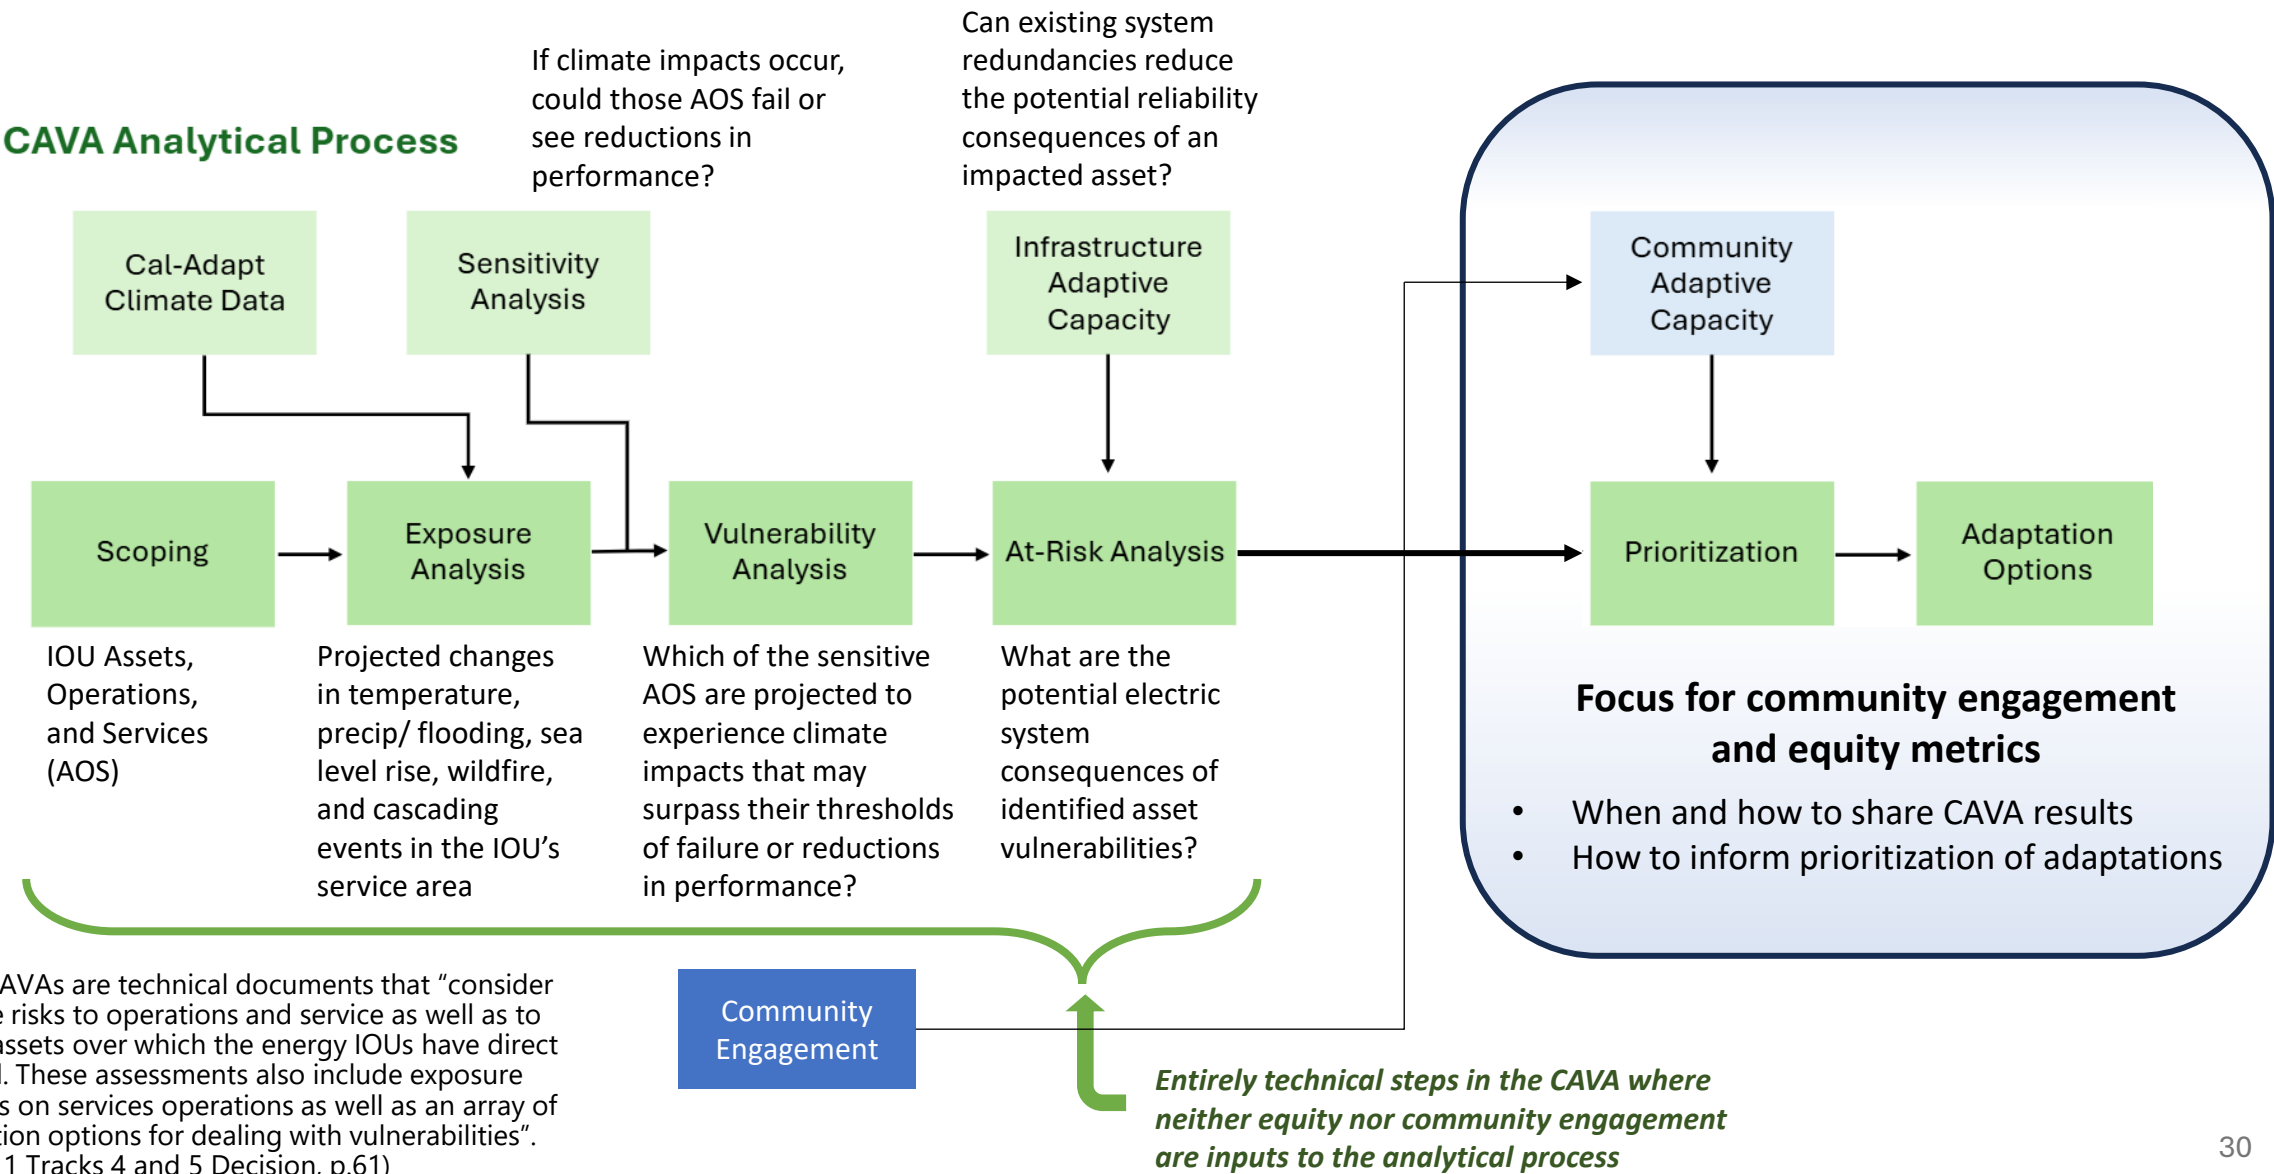 If climate impacts occur,
could those AOS fail or
see reductions in
performance?
Can existing system
redundancies reduce
the potential reliability
consequences of an
impacted asset?
CAVA Analytical Process
Cal-Adapt
Climate Data
Sensitivity
Analysis
Infrastructure
Adaptive
Capacity
Community
Adaptive
Capacity
Scoping
Exposure
Analysis
Vulnerability
Analysis
At-Risk Analysis
Prioritization
Adaptation
Options
IOU Assets,
Operations,
and Services
(AOS)
Projected changes
in temperature,
precip/ flooding, sea
level rise, wildfire,
and cascading
events in the IOU's
service area
Which of the sensitive
AOS are projected to
experience climate
impacts that may
surpass their thresholds
of failure or reductions
in performance?
What are the
potential electric
system
consequences of
identified asset
vulnerabilities?
Focus for community engagement
and equity metrics
• When and how to share CAVA results
• How to inform prioritization of adaptations
AVAs are technical documents that “consider
risks to operations and service as well as to
assets over which the energy IOUs have direct
. These assessments also include exposure
s on services operations as well as an array of
tion options for dealing with vulnerabilities”.
1 Tracks 4 and 5 Decision, p.61)
Community
Engagement
Entirely technical steps in the CAVA where
neither equity nor community engagement
are inputs to the analytical process
30